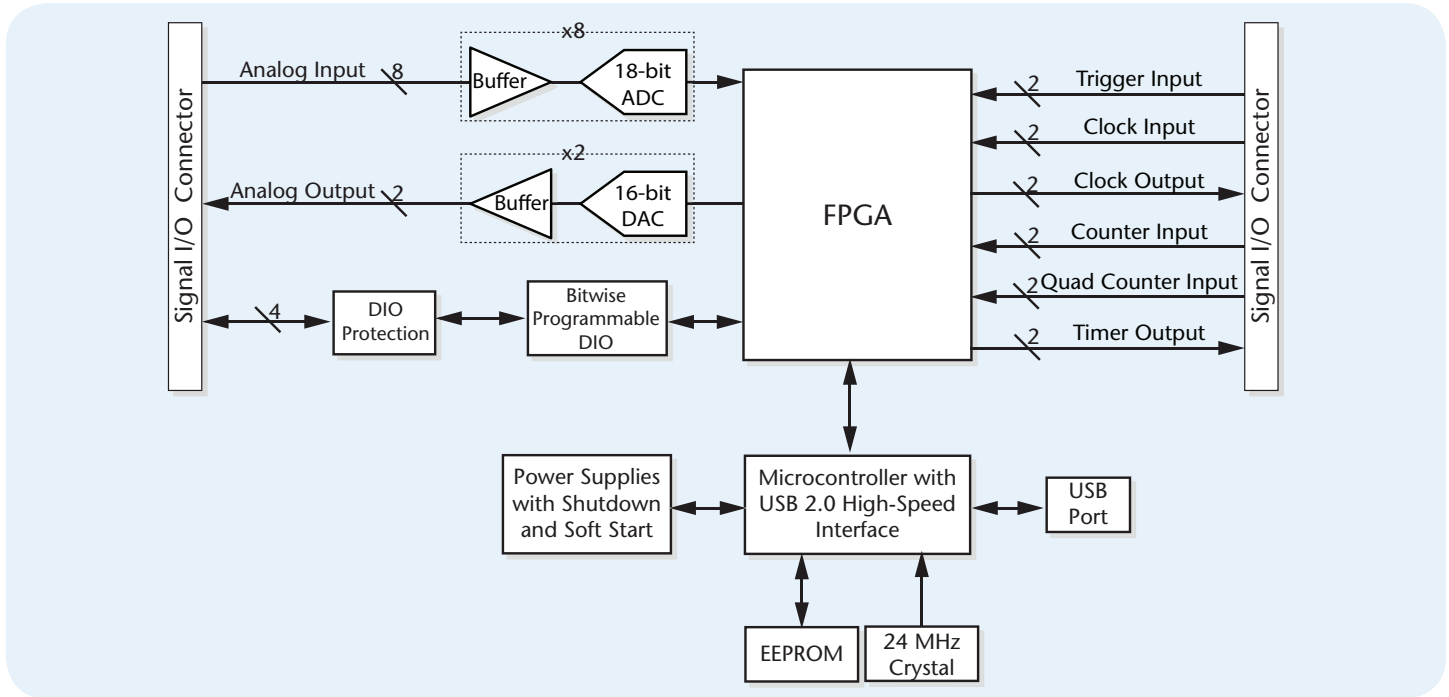 Signal I/O Connector
Analog Input
8
x8
Buffer
18-bit
ADC
Analog Output
2
x2
Buffer
16-bit
DAC
4
DIO
Protection
Bitwise
Programmable
DIO
FPGA
2
Trigger Input
2
Clock Input
2
Clock Output
2
Counter Input
2
Quad Counter Input
2
Timer Output
Signal I/O Connector
Power Supplies
with Shutdown
and Soft Start
Microcontroller with
USB 2.0 High-Speed
Interface
USB
Port
EEPROM
24 MHz
Crystal